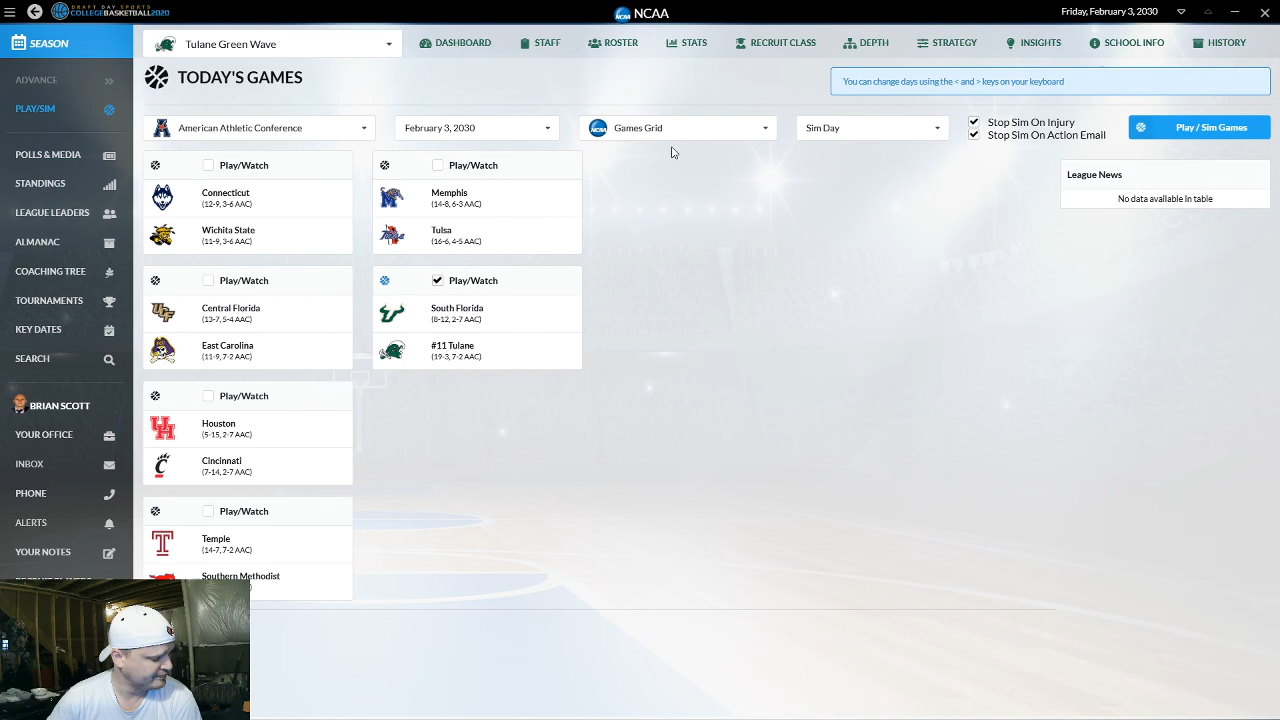 DRAFT DAY SPORTS
COLLEGE BASKETBALL 2020
NCAA
Friday, February 3, 2030
SEASON
Tulane Green Wave
DASHBOARD
STAFF
ROSTER
STATS
RECRUIT CLASS
DEPTH
STRATEGY
INSIGHTS
SCHOOL INFO
HISTORY
ADVANCE
PLAY/SIM
POLLS & MEDIA
STANDINGS
LEAGUE LEADERS
ALMANAC
COACHING TREE
TOURNAMENTS
KEY DATES
SEARCH
BRIAN SCOTT
YOUR OFFICE
INBOX
PHONE
ALERTS
YOUR NOTES
TODAY'S GAMES
You can change days using the < and > keys on your keyboard
American Athletic Conference
February 3, 2030
Games Grid
Sim Day
Stop Sim On Injury
Stop Sim On Action Email
Play / Sim Games
Play/Watch
Connecticut
(12-9, 3-6 AAC)
Wichita State
(11-9, 3-6 AAC)
Play/Watch
Memphis
(14-8, 6-3 AAC)
Tulsa
(16-6, 4-5 AAC)
League News
No data available in table
Play/Watch
Central Florida
(13-7, 5-4 AAC)
East Carolina
(11-9, 7-2 AAC)
Play/Watch
South Florida
(8-12, 2-7 AAC)
#11 Tulane
(19-3, 7-2 AAC)
Play/Watch
Houston
(5-15, 2-7 AAC)
Cincinnati
(7-14, 2-7 AAC)
Play/Watch
Temple
(14-7, 7-2 AAC)
Southern Methodist